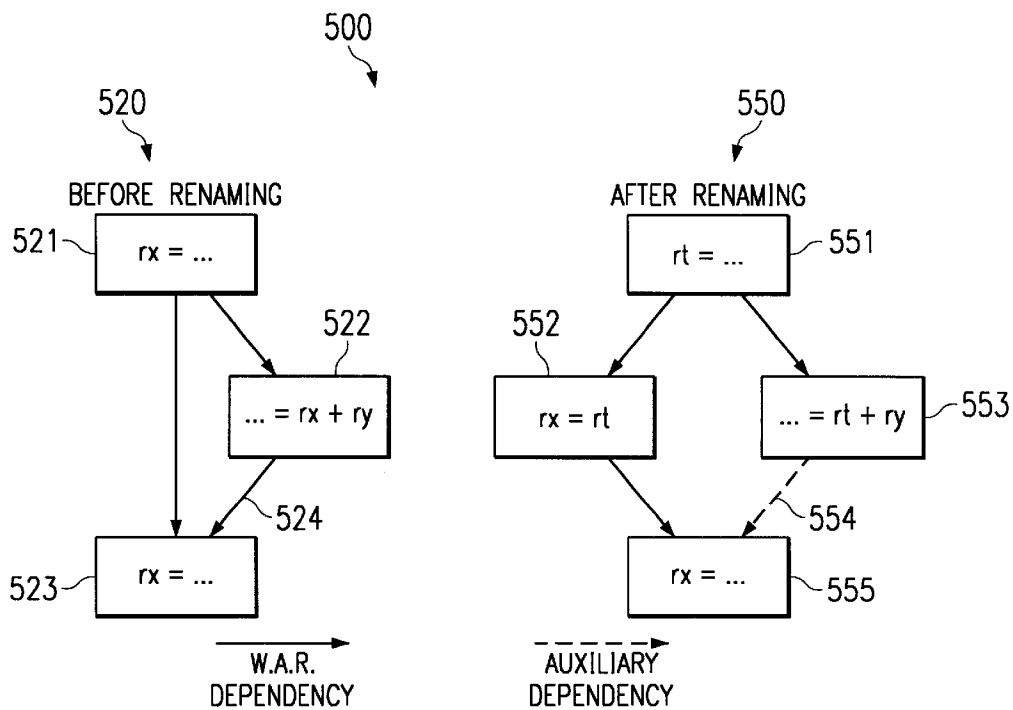 500
520
550
BEFORE RENAMING
AFTER RENAMING
521
rx = ...
rt = ...
551
522
552
... = rx + ry
rx = rt
... = rt + ry
553
524
554
523
rx = ...
rx = ...
555
W.A.R.
DEPENDENCY
AUXILIARY
DEPENDENCY